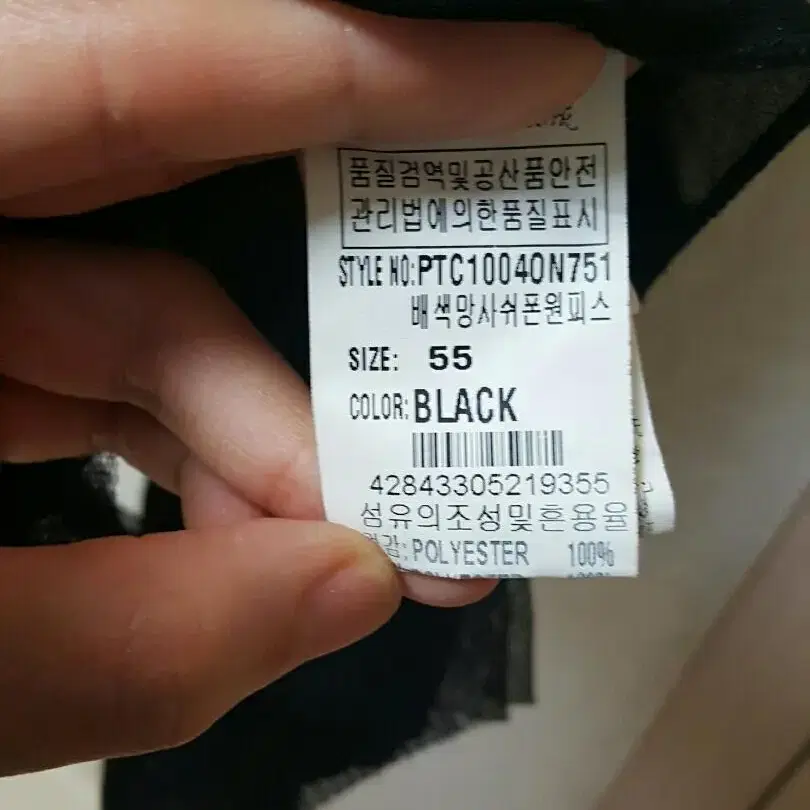 품질검역및공산품안전
관리법에의한품질표시
STYLE NO:PTC1004ON751
배색망사쉬폰원피스
SIZE: 55
COLOR:BLACK
42843305219355
섬유의조성및혼용율
겉감: POLYESTER 100%